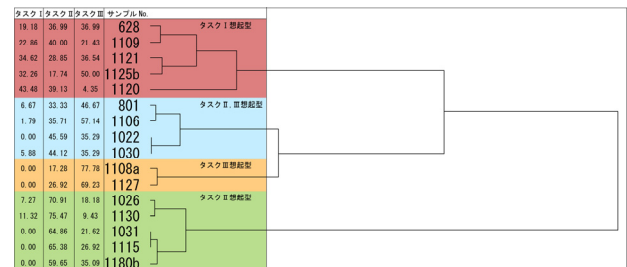 タスクⅠ タスクⅡ タスクⅢ サンプルNo.
19.18 36.99 36.99 628 タスクⅠ想起型
22.86 40.00 21.43 1109
34.62 28.85 36.54 1121
32.26 17.74 50.00 1125b
43.48 39.13 4.35 1120
6.67 33.33 46.67 801 タスクⅡ、Ⅲ想起型
1.79 35.71 57.14 1106
0.00 45.59 35.29 1022
5.88 44.12 35.29 1030
0.00 17.28 77.78 1108a タスクⅢ想起型
0.00 26.92 69.23 1127
7.27 70.91 18.18 1026 タスクⅡ想起型
11.32 75.47 9.43 1130
0.00 64.86 21.62 1031
0.00 65.38 26.92 1115
0.00 59.65 35.09 1180b